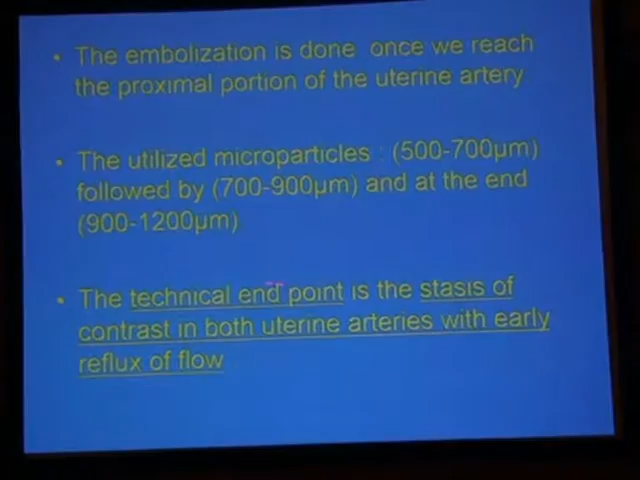 • The embolization is done once we reach
the proximal portion of the uterine artery
• The utilized microparticles : (500-700µm)
followed by (700-900µm) and at the end
(900-1200µm)
• The technical end point is the stasis of
contrast in both uterine arteries with early
reflux of flow